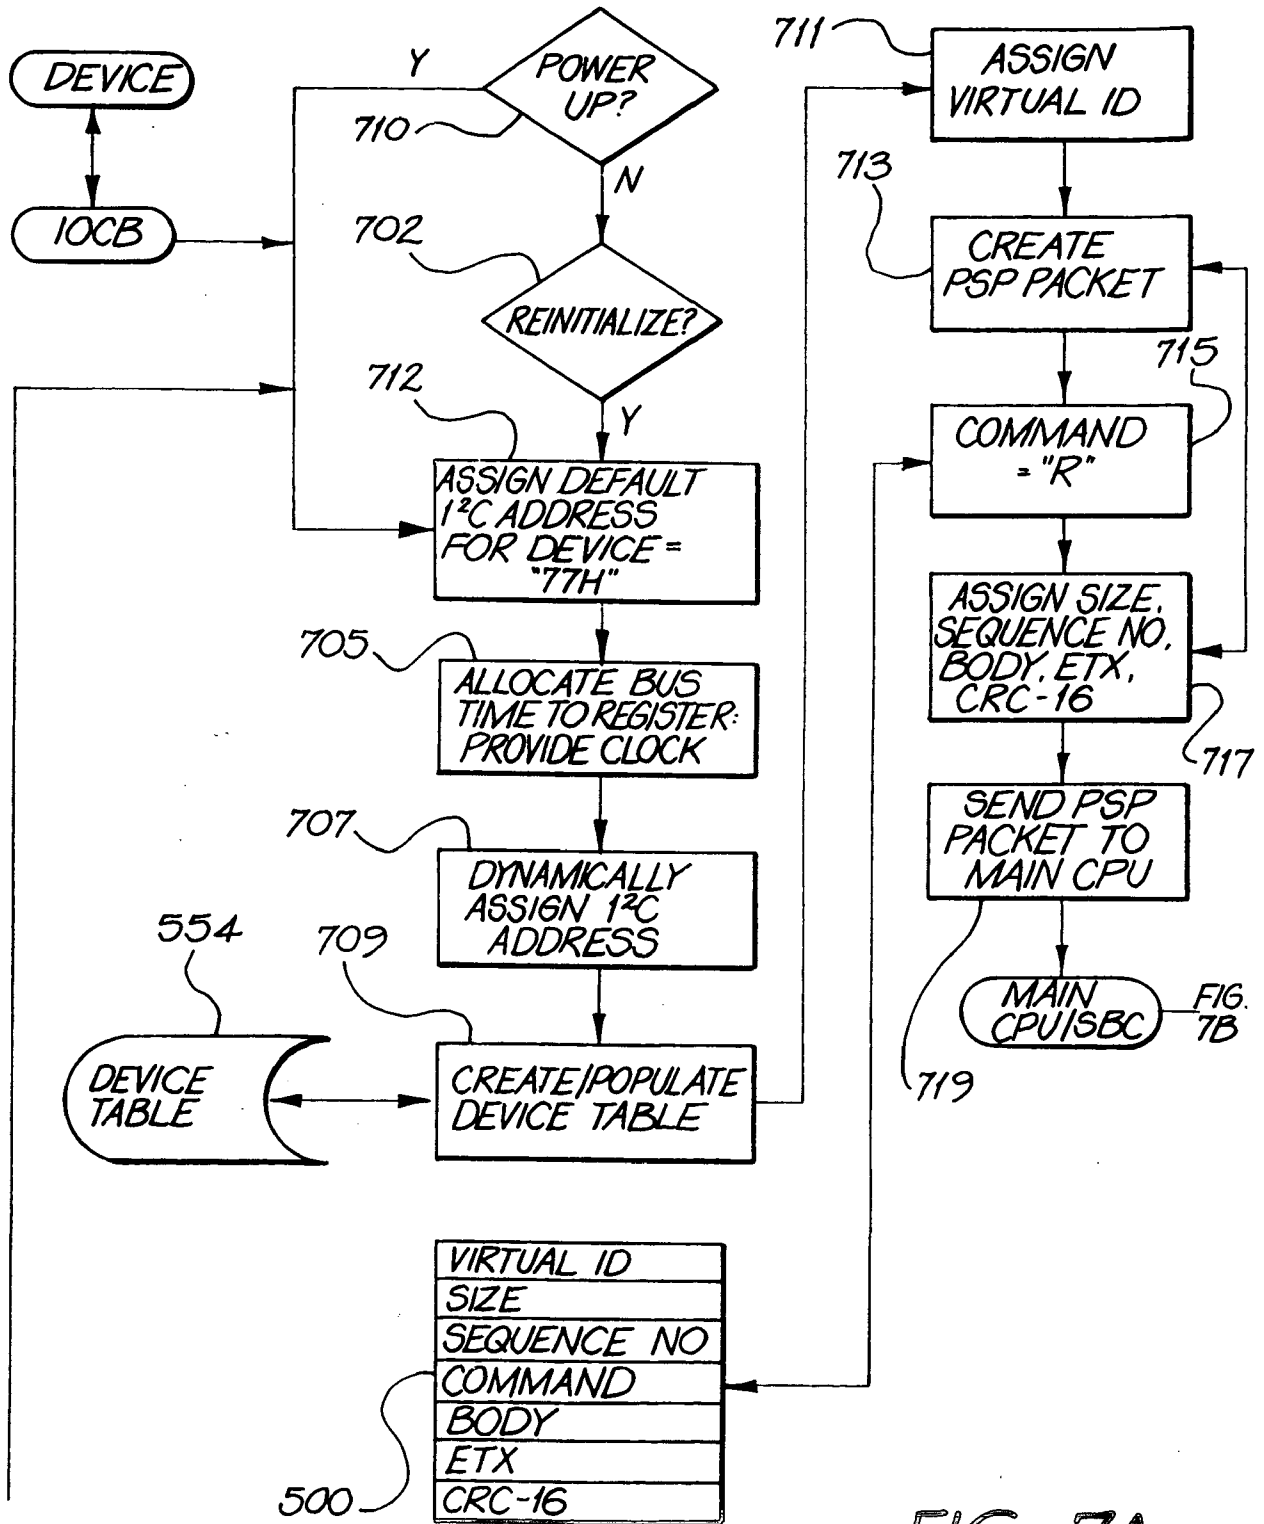 DEVICE
IOCB
Y
POWER
UP?
710
N
702
REINITIALIZE?
712
Y
ASSIGN DEFAULT
I²C ADDRESS
FOR DEVICE =
"77H"
705
ALLOCATE BUS
TIME TO REGISTER:
PROVIDE CLOCK
707
DYNAMICALLY
ASSIGN I²C
ADDRESS
554
709
DEVICE
TABLE
CREATE/POPULATE
DEVICE TABLE
VIRTUAL ID
SIZE
SEQUENCE NO
COMMAND
BODY
ETX
CRC-16
500
711
ASSIGN
VIRTUAL ID
713
CREATE
PSP PACKET
715
COMMAND
= "R"
ASSIGN SIZE,
SEQUENCE NO,
BODY, ETX,
CRC-16
717
SEND PSP
PACKET TO
MAIN CPU
719
MAIN
CPU/SBC
FIG.
7B